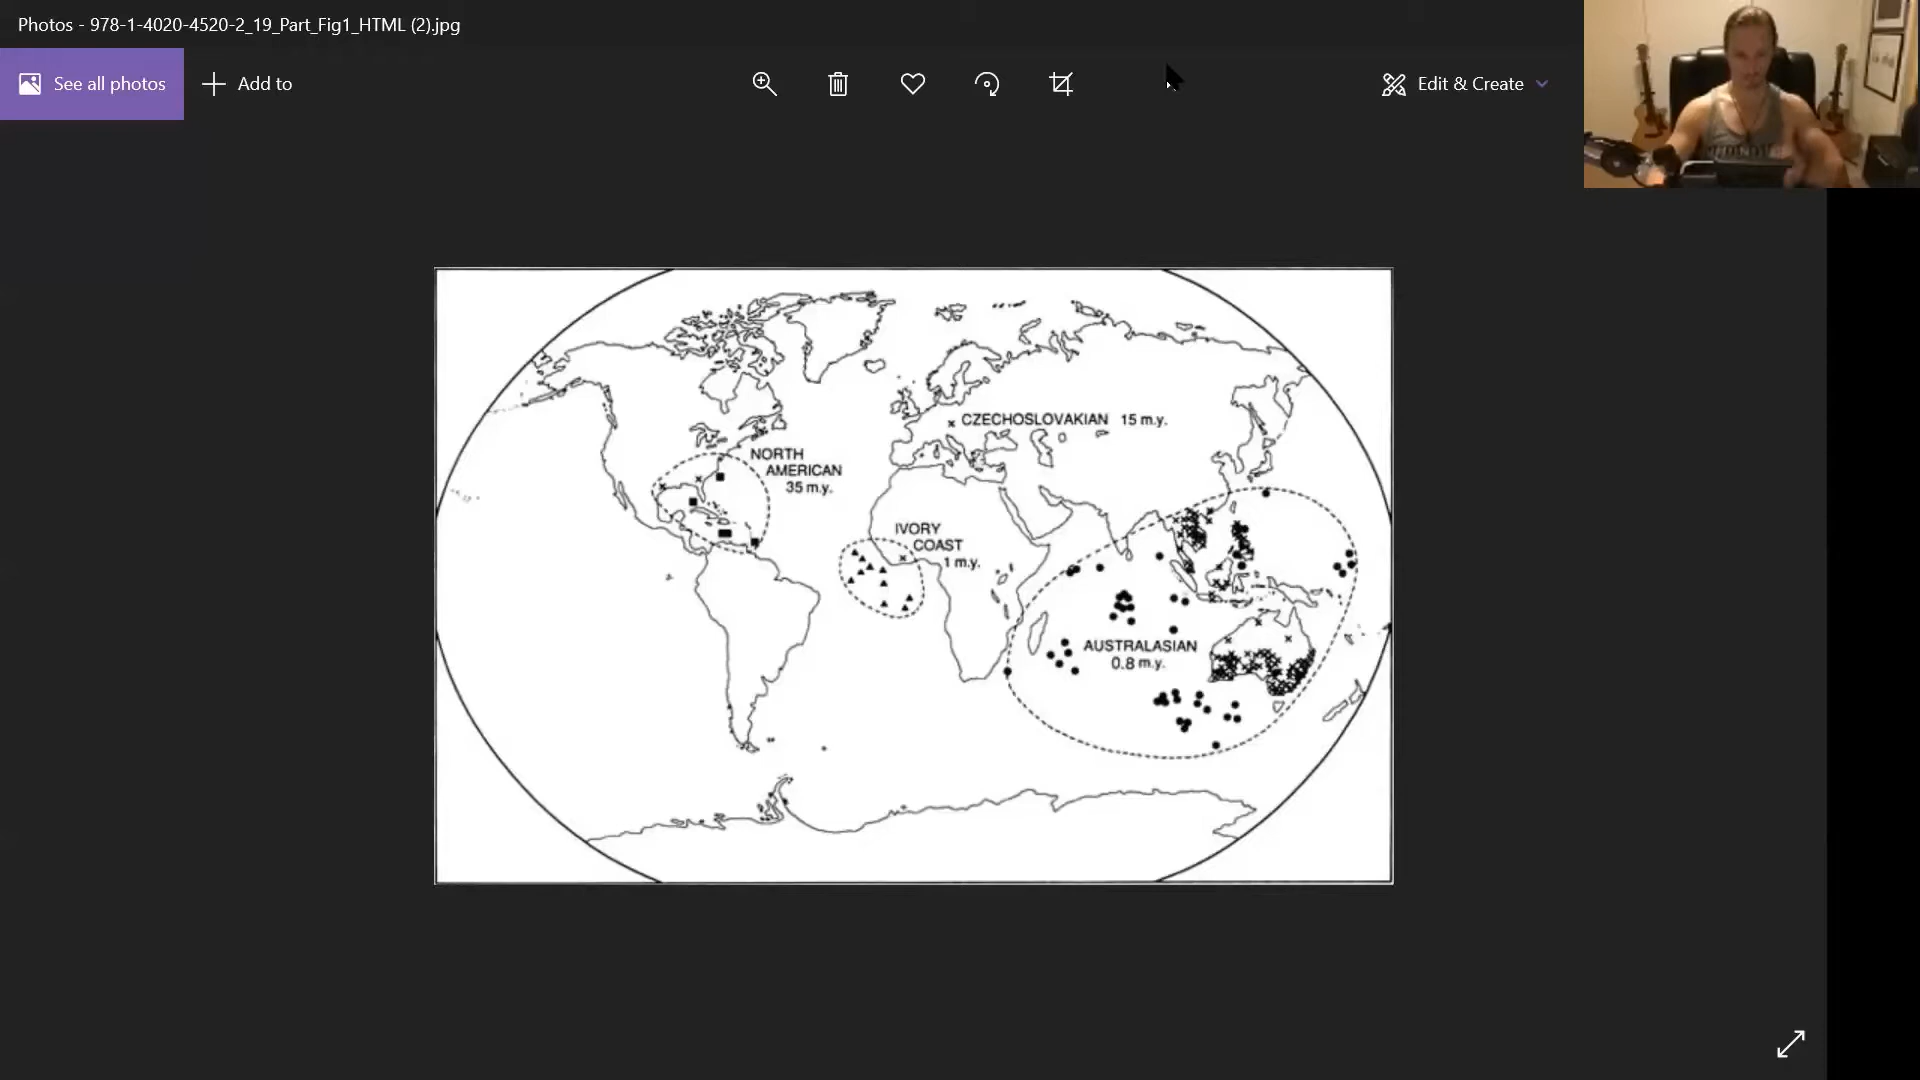 Photos - 978-1-4020-4520-2_19_Part_Fig1_HTML (2).jpg
See all photos
Add to
Edit & Create
CZECHOSLOVAKIAN 15 m.y.
NORTH
AMERICAN
35 m.y.
IVORY
COAST
1 m.y.
AUSTRALASIAN
0.8 m.y.